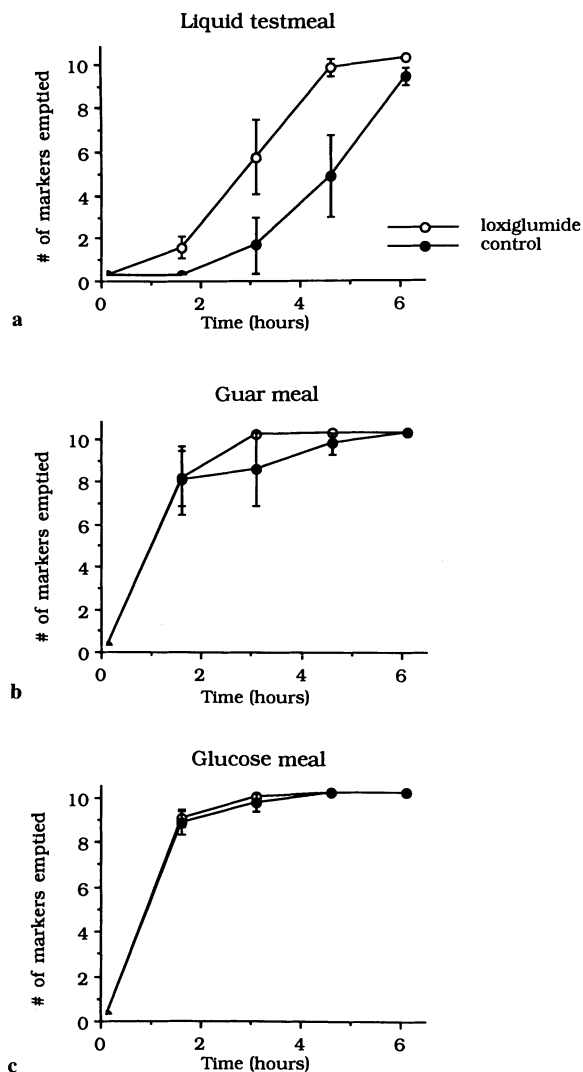 Liquid testmeal
10
8
6
4
2
0
# of markers emptied
0 2 4 6
Time (hours)
loxiglumide
control
a
Guar meal
10
8
6
4
2
0
# of markers emptied
0 2 4 6
Time (hours)
b
Glucose meal
10
8
6
4
2
0
# of markers emptied
0 2 4 6
Time (hours)
c